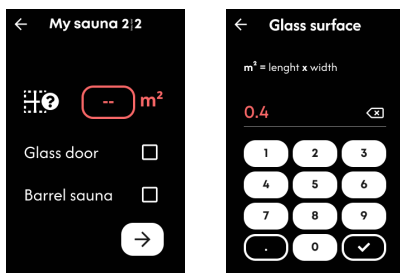 My sauna 2|2
--
m²
Glass door
Barrel sauna
Glass surface
m² = lenght x width
0.4
1 2 3
4 5 6
7 8 9
. 0